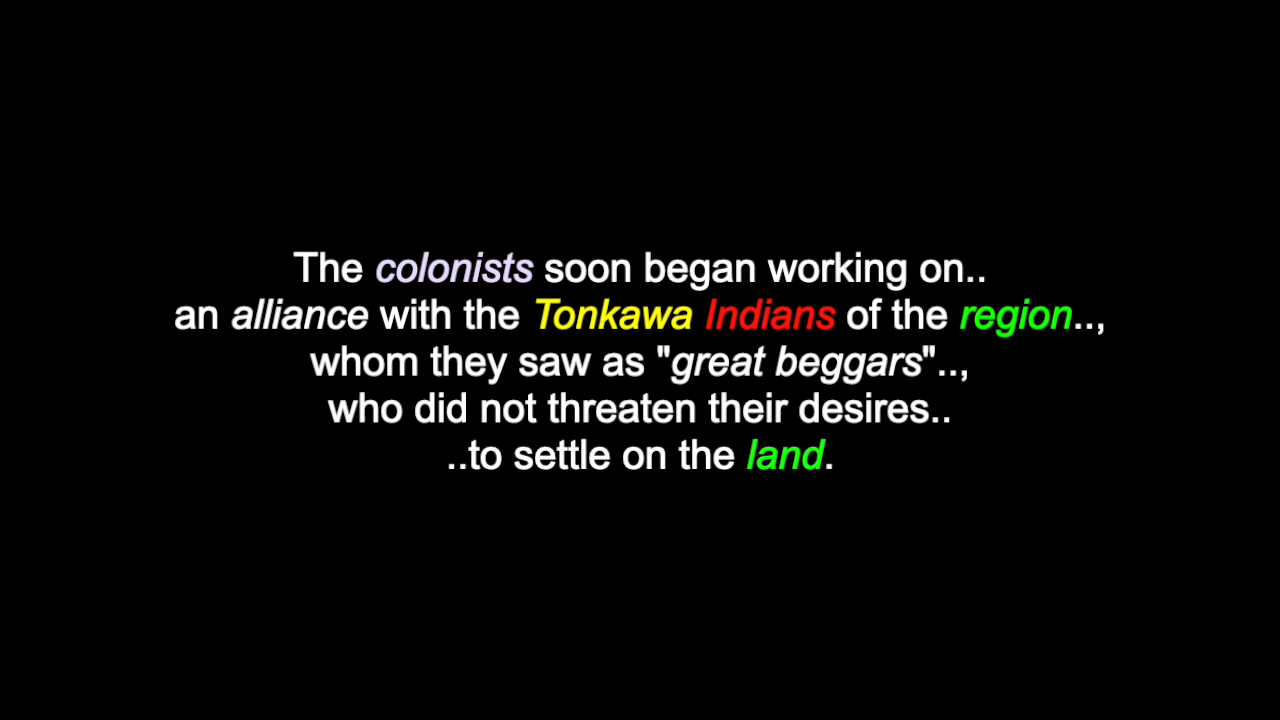 The colonists soon began working on..
an alliance with the Tonkawa Indians of the region..,
whom they saw as "great beggars"..,
who did not threaten their desires..
..to settle on the land.